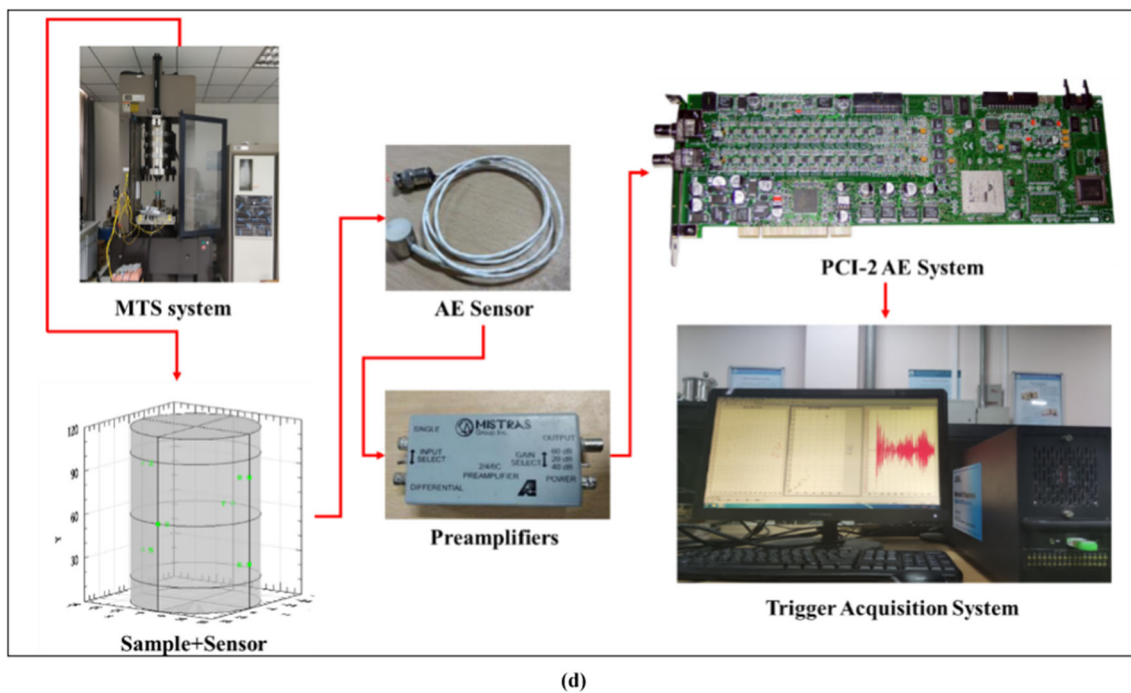 MTS system
120
90
60
30
Y
Sample+Sensor
AE Sensor
SINGLE
MISTRAS
Group Inc.
OUTPUT
INPUT
SELECT
GAIN
SELECT
60 dB
20 dB
40 dB
2/4/6C
PREAMPLIFIER
DIFFERENTIAL
POWER
Preamplifiers
PCI-2 AE System
Trigger Acquisition System
(d)